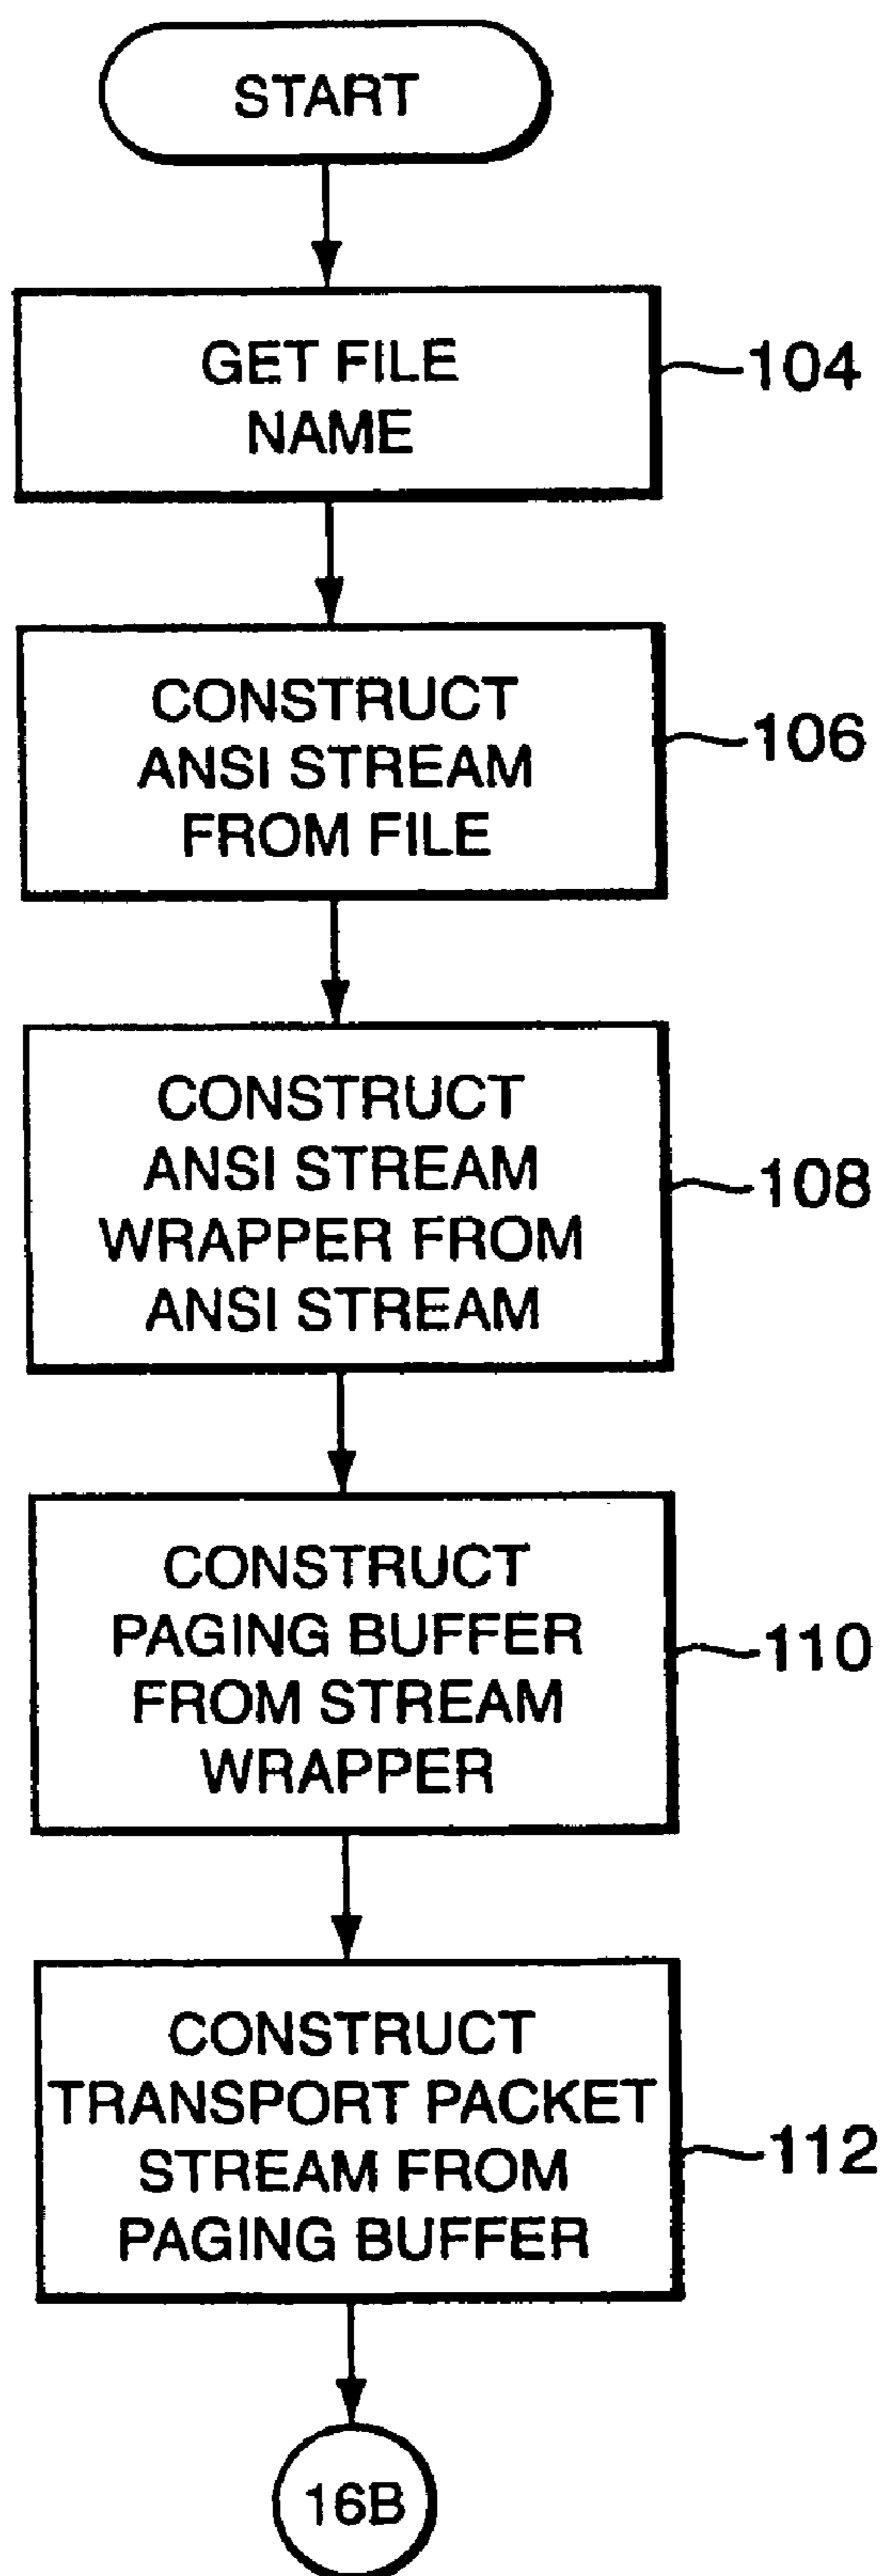 START
GET FILE
NAME
104
CONSTRUCT
ANSI STREAM
FROM FILE
106
CONSTRUCT
ANSI STREAM
WRAPPER FROM
ANSI STREAM
108
CONSTRUCT
PAGING BUFFER
FROM STREAM
WRAPPER
110
CONSTRUCT
TRANSPORT PACKET
STREAM FROM
PAGING BUFFER
112
16B